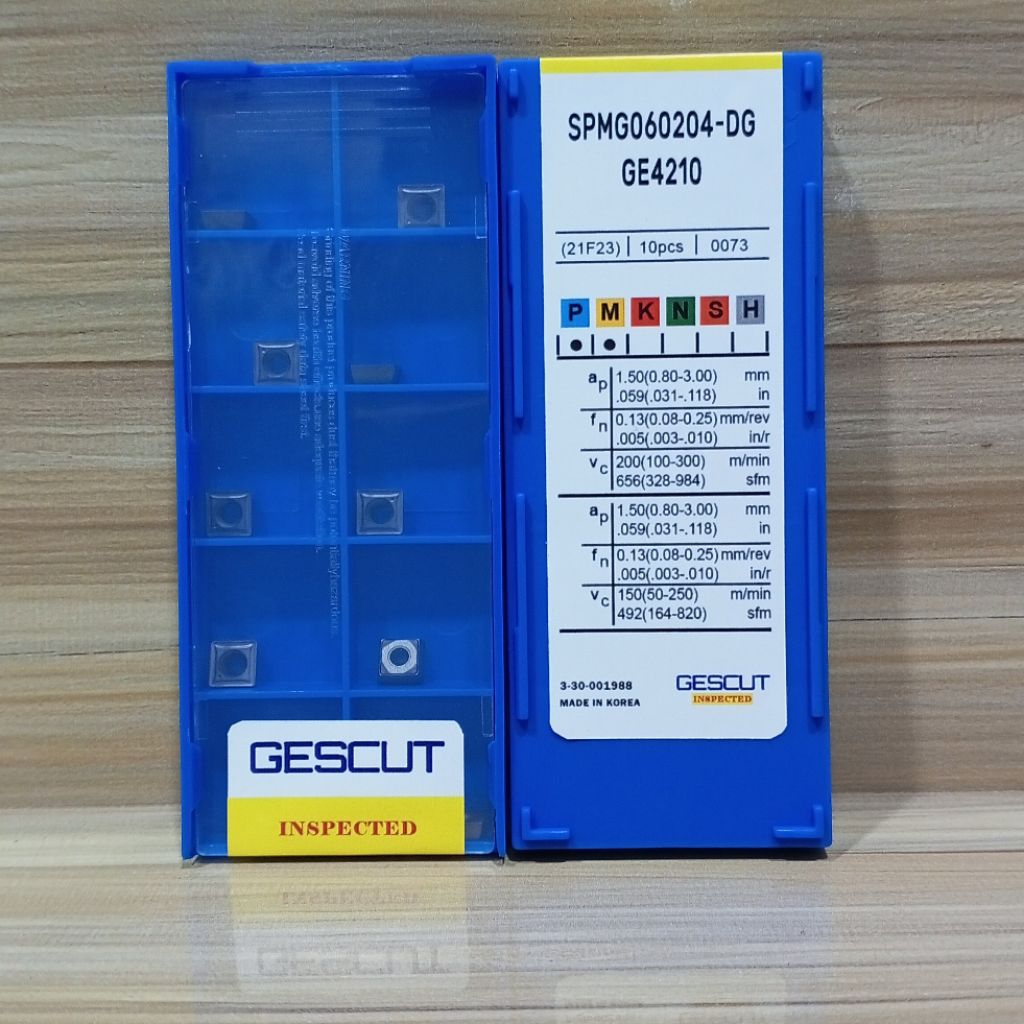 WARNING
GESCUT
INSPECTED
SPMG060204-DG
GE4210
(21F23) | 10pcs | 0073
P M K N S H
ap 1.50(0.80-3.00) mm
.059(.031-.118) in
fn 0.13(0.08-0.25) mm/rev
.005(.003-.010) in/r
vc 200(100-300) m/min
656(328-984) sfm
ap 1.50(0.80-3.00) mm
.059(.031-.118) in
fn 0.13(0.08-0.25) mm/rev
.005(.003-.010) in/r
vc 150(50-250) m/min
492(164-820) sfm
3-30-001988
MADE IN KOREA
GESCUT
INSPECTED